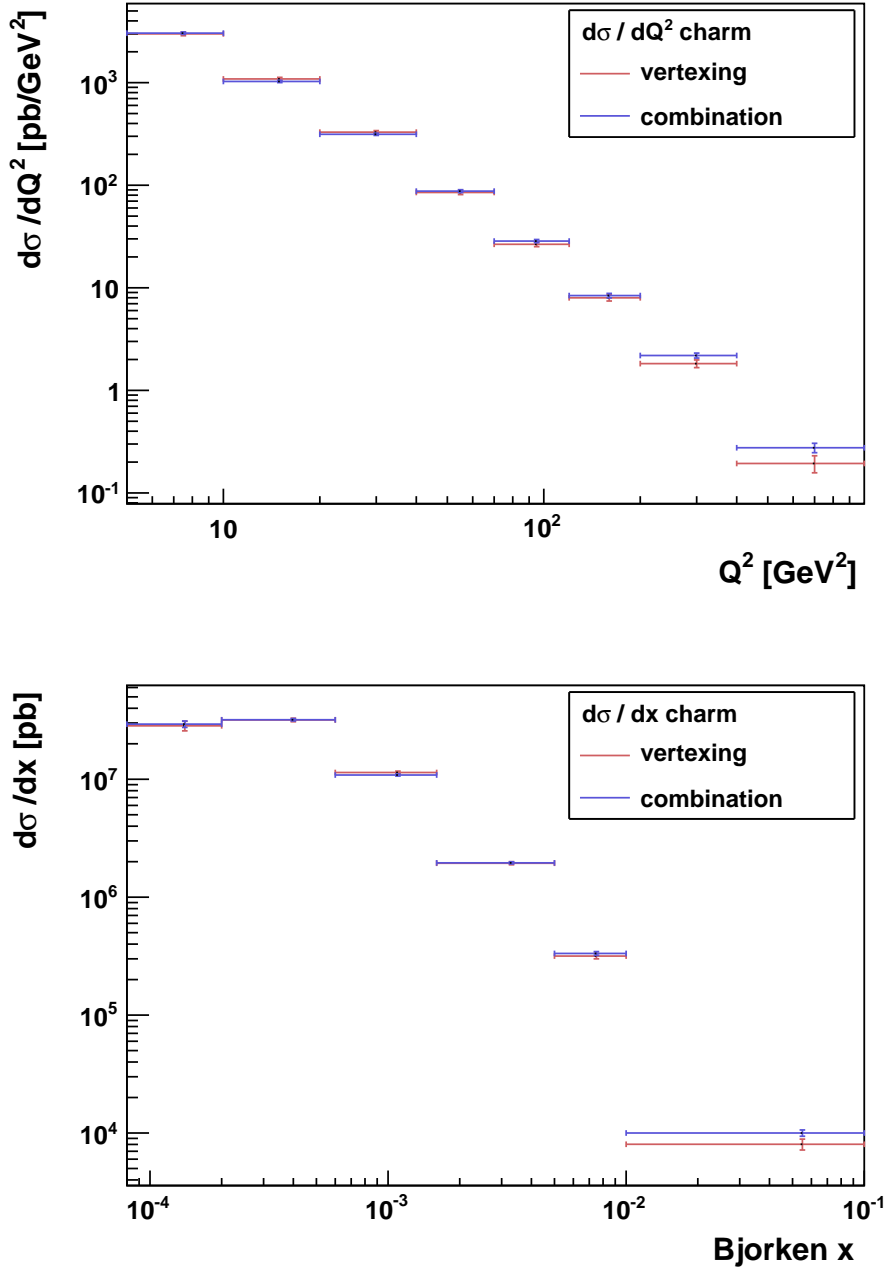 dσ / dQ² charm
vertexing
combination
dσ /dQ² [pb/GeV²]
10³
10²
10
1
10⁻¹
10
10²
Q² [GeV²]
dσ / dx charm
vertexing
combination
dσ /dx [pb]
10⁷
10⁶
10⁵
10⁴
10⁻⁴
10⁻³
10⁻²
10⁻¹
Bjorken x